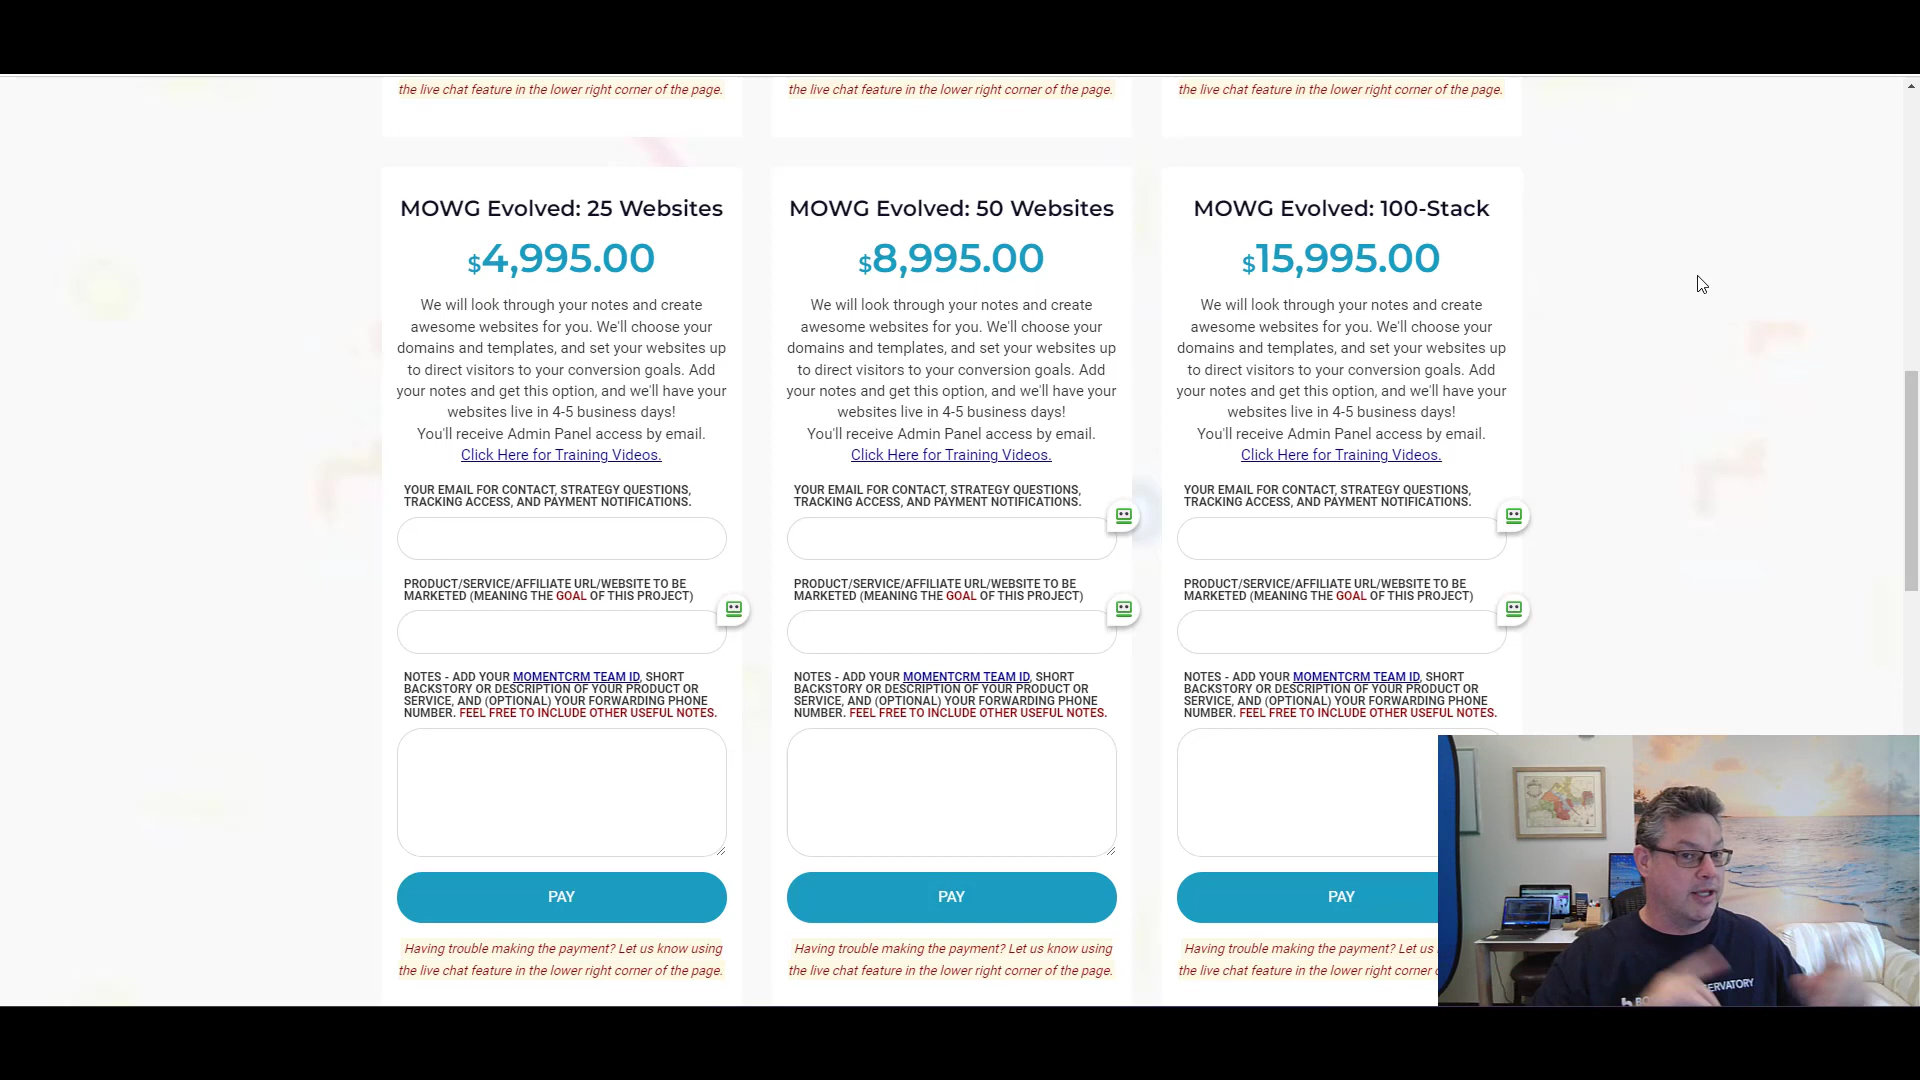 the live chat feature in the lower right corner of the page.
the live chat feature in the lower right corner of the page.
the live chat feature in the lower right corner of the page.
MOWG Evolved: 25 Websites
$4,995.00
We will look through your notes and create
awesome websites for you. We'll choose your
domains and templates, and set your websites up
to direct visitors to your conversion goals. Add
your notes and get this option, and we'll have your
websites live in 4-5 business days!
You'll receive Admin Panel access by email.
Click Here for Training Videos.
YOUR EMAIL FOR CONTACT, STRATEGY QUESTIONS,
TRACKING ACCESS, AND PAYMENT NOTIFICATIONS.
PRODUCT/SERVICE/AFFILIATE URL/WEBSITE TO BE
MARKETED (MEANING THE GOAL OF THIS PROJECT)
NOTES - ADD YOUR MOMENTCRM TEAM ID, SHORT
BACKSTORY OR DESCRIPTION OF YOUR PRODUCT OR
SERVICE, AND (OPTIONAL) YOUR FORWARDING PHONE
NUMBER. FEEL FREE TO INCLUDE OTHER USEFUL NOTES.
PAY
Having trouble making the payment? Let us know using
the live chat feature in the lower right corner of the page.
MOWG Evolved: 50 Websites
$8,995.00
We will look through your notes and create
awesome websites for you. We'll choose your
domains and templates, and set your websites up
to direct visitors to your conversion goals. Add
your notes and get this option, and we'll have your
websites live in 4-5 business days!
You'll receive Admin Panel access by email.
Click Here for Training Videos.
YOUR EMAIL FOR CONTACT, STRATEGY QUESTIONS,
TRACKING ACCESS, AND PAYMENT NOTIFICATIONS.
PRODUCT/SERVICE/AFFILIATE URL/WEBSITE TO BE
MARKETED (MEANING THE GOAL OF THIS PROJECT)
NOTES - ADD YOUR MOMENTCRM TEAM ID, SHORT
BACKSTORY OR DESCRIPTION OF YOUR PRODUCT OR
SERVICE, AND (OPTIONAL) YOUR FORWARDING PHONE
NUMBER. FEEL FREE TO INCLUDE OTHER USEFUL NOTES.
PAY
Having trouble making the payment? Let us know using
the live chat feature in the lower right corner of the page.
MOWG Evolved: 100-Stack
$15,995.00
We will look through your notes and create
awesome websites for you. We'll choose your
domains and templates, and set your websites up
to direct visitors to your conversion goals. Add
your notes and get this option, and we'll have your
websites live in 4-5 business days!
You'll receive Admin Panel access by email.
Click Here for Training Videos.
YOUR EMAIL FOR CONTACT, STRATEGY QUESTIONS,
TRACKING ACCESS, AND PAYMENT NOTIFICATIONS.
PRODUCT/SERVICE/AFFILIATE URL/WEBSITE TO BE
MARKETED (MEANING THE GOAL OF THIS PROJECT)
NOTES - ADD YOUR MOMENTCRM TEAM ID, SHORT
BACKSTORY OR DESCRIPTION OF YOUR PRODUCT OR
SERVICE, AND (OPTIONAL) YOUR FORWARDING PHONE
NUMBER. FEEL FREE TO INCLUDE OTHER USEFUL NOTES.
PAY
Having trouble making the payment? Let us
the live chat feature in the lower right corner